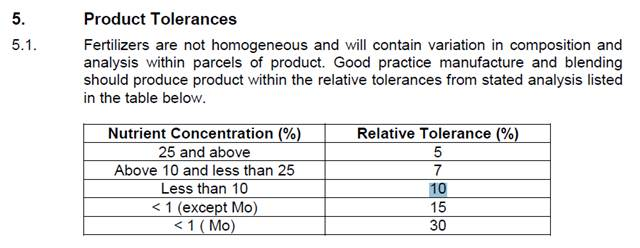 5. Product Tolerances
5.1. Fertilizers are not homogeneous and will contain variation in composition and
analysis within parcels of product. Good practice manufacture and blending
should produce product within the relative tolerances from stated analysis listed
in the table below.
Nutrient Concentration (%) Relative Tolerance (%)
25 and above 5
Above 10 and less than 25 7
Less than 10 10
< 1 (except Mo) 15
< 1 ( Mo) 30